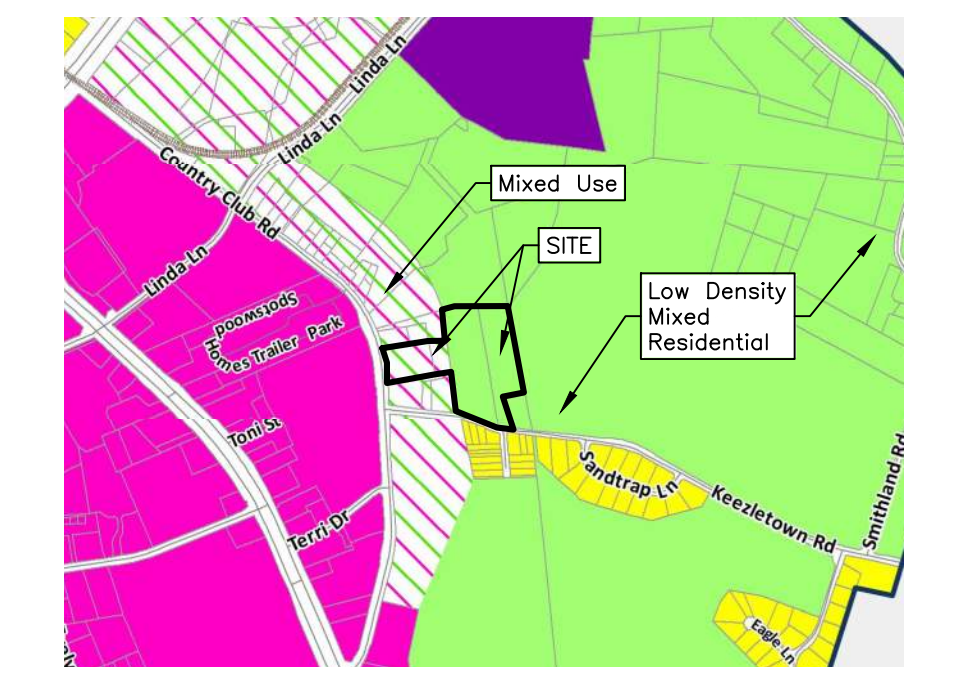 Linda Ln
Linda Ln
Country Club Rd
Mixed Use
SITE
Linda Ln
Low Density
Mixed
Residential
Spotswood
Homes Trailer Park
Toni St
Sandtrap Ln
Keezletown Rd
Smithland Rd
Terri Dr
Eagle Ln